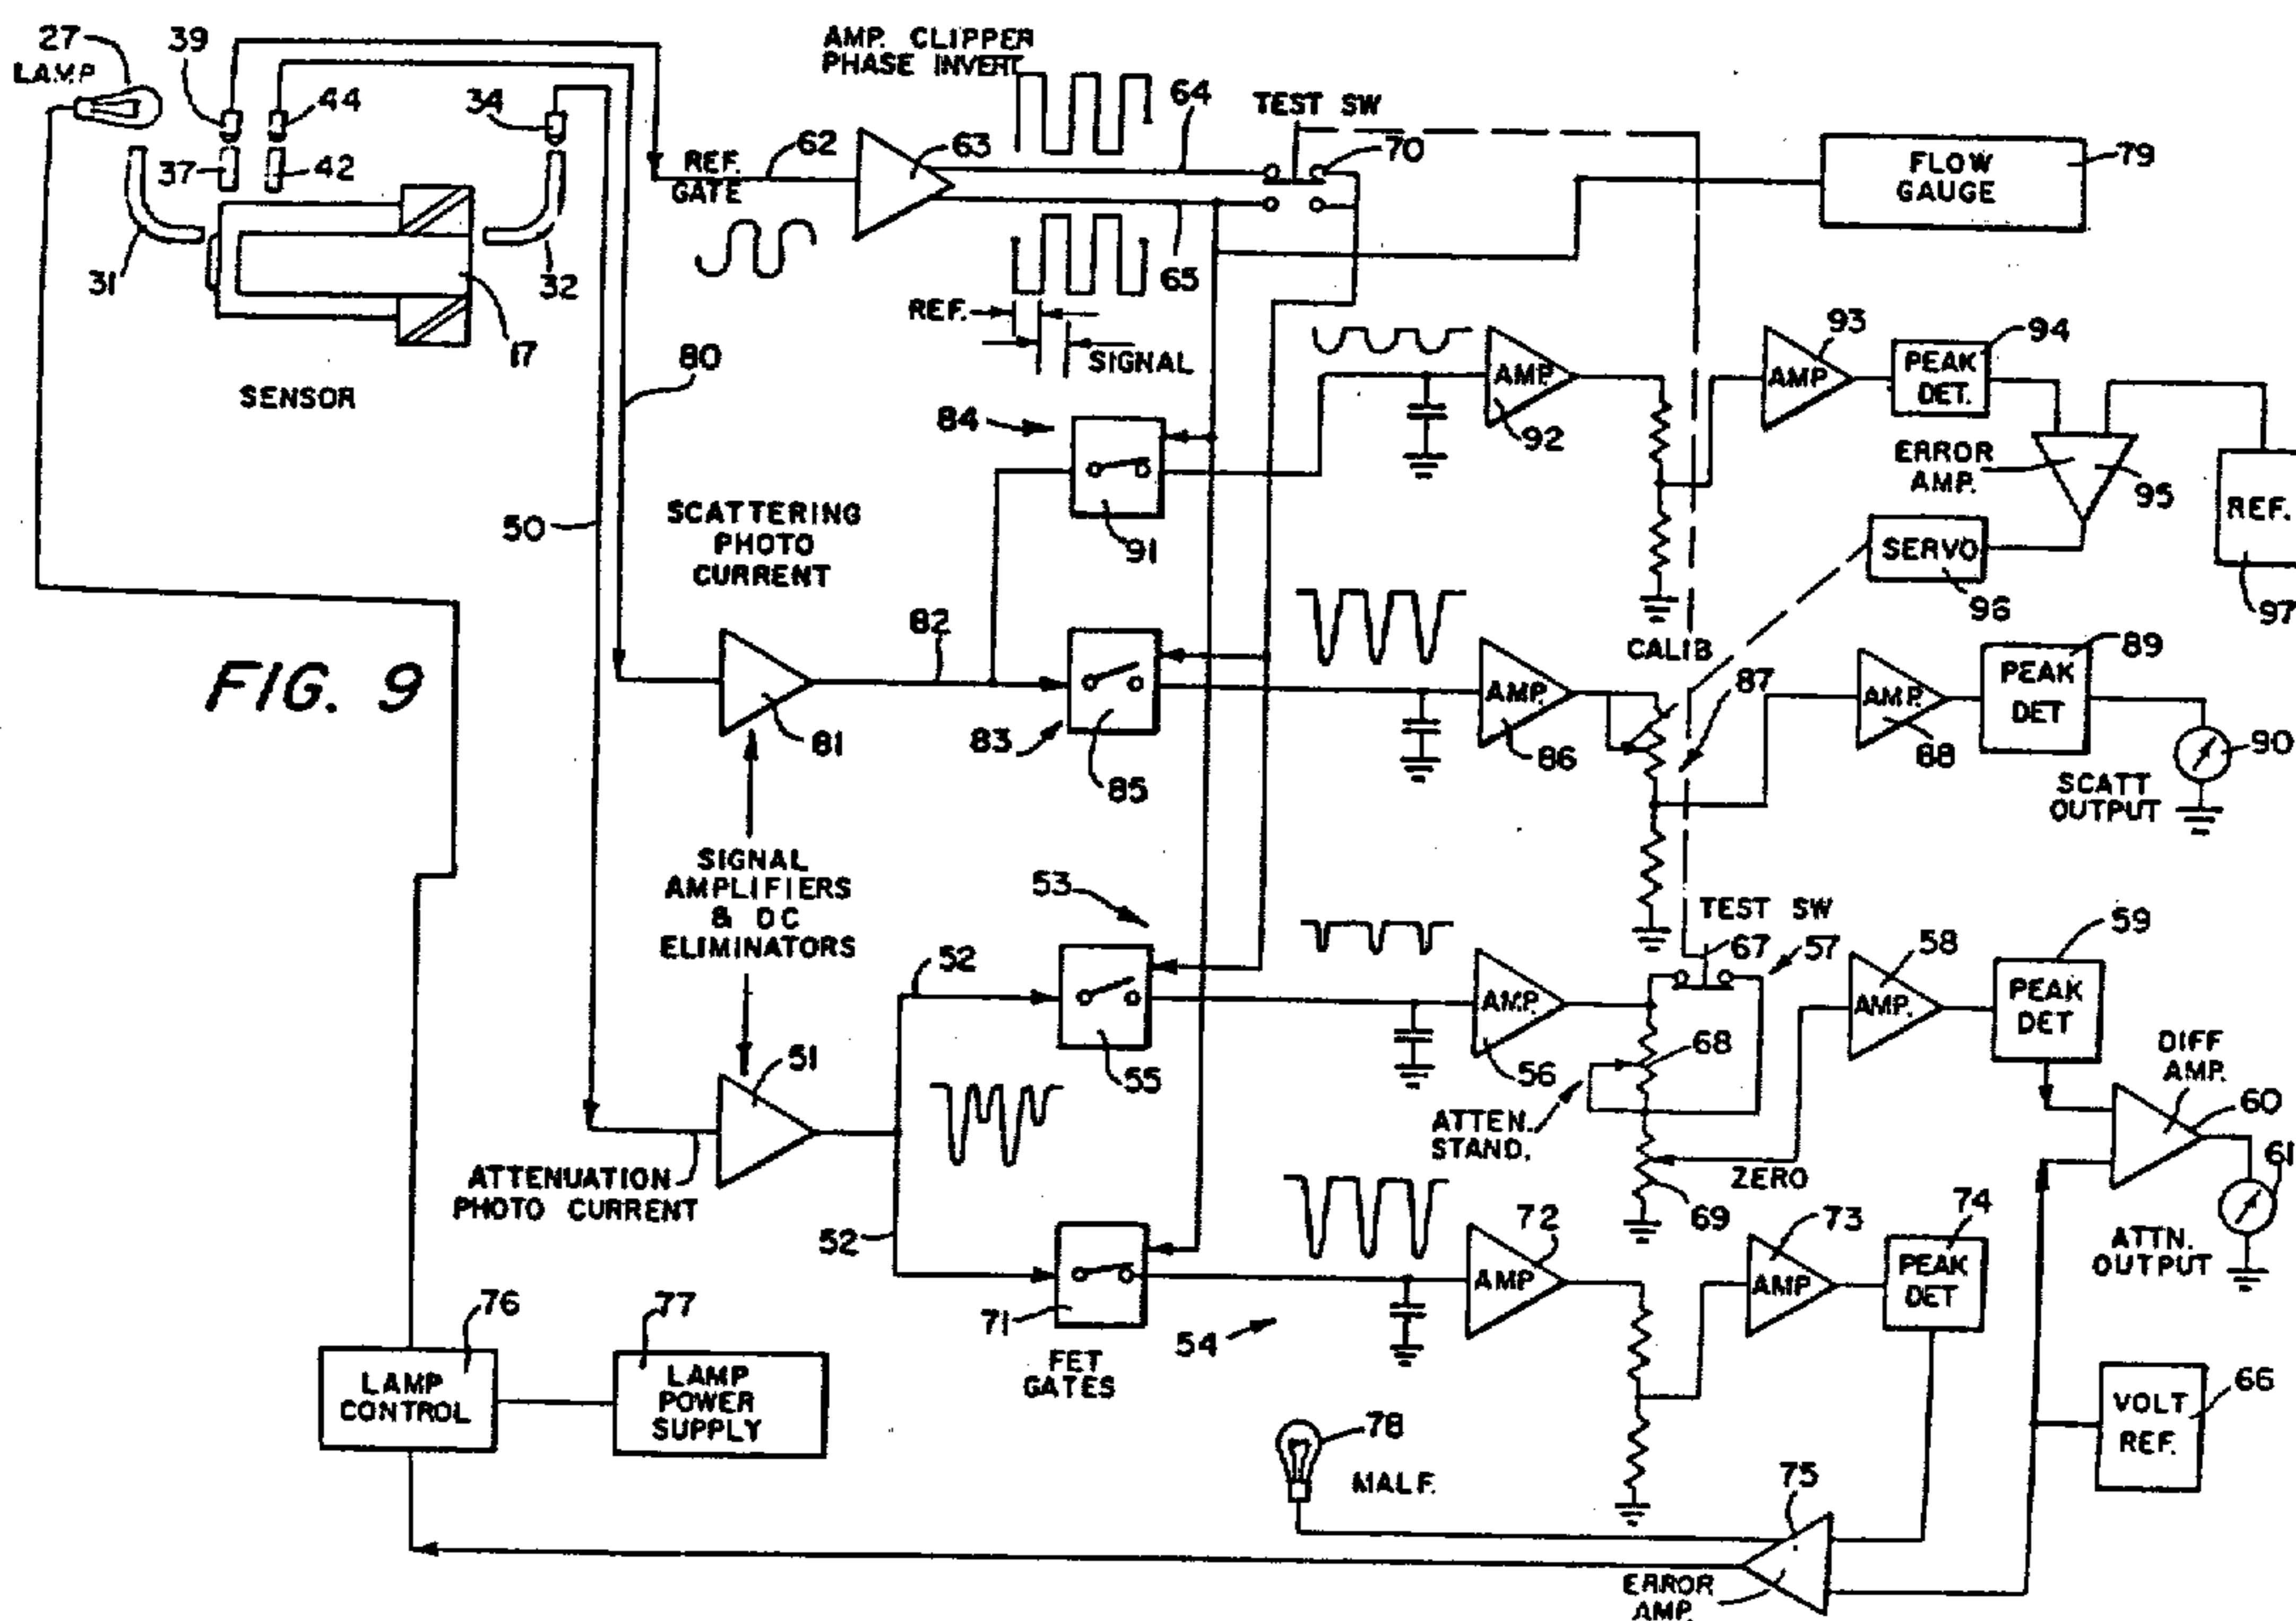 27
LAMP
39
44
34
37
42
31
32
17
SENSOR
FIG. 9
AMP. CLIPPER
PHASE INVERT.
64
TEST SW
62
63
70
REF.
GATE
65
REF.
SIGNAL
FLOW
GAUGE
79
80
84
91
AMP.
92
93
AMP
94
PEAK
DET.
ERROR
AMP.
95
SERVO
96
REF.
97
50
SCATTERING
PHOTO
CURRENT
82
81
83
85
AMP.
86
CALIB
87
AMP.
88
89
PEAK
DET
90
SCATT
OUTPUT
SIGNAL
AMPLIFIERS
& DC
ELIMINATORS
53
52
55
51
AMP.
56
TEST SW
67
57
68
ATTEN.
STAND.
ZERO
69
58
AMP.
59
PEAK
DET
DIFF
AMP.
60
61
ATTN.
OUTPUT
ATTENUATION
PHOTO CURRENT
52
71
FET
GATES
54
72
AMP
73
AMP
74
PEAK
DET
76
LAMP
CONTROL
77
LAMP
POWER
SUPPLY
78
MALF.
75
ERROR
AMP.
VOLT
REF.
66